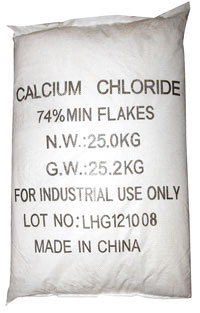 CALCIUM CHLORIDE
74%MIN FLAKES
N.W.:25.0KG
G.W.:25.2KG
FOR INDUSTRIAL USE ONLY
LOT NO:LHG121008
MADE IN CHINA